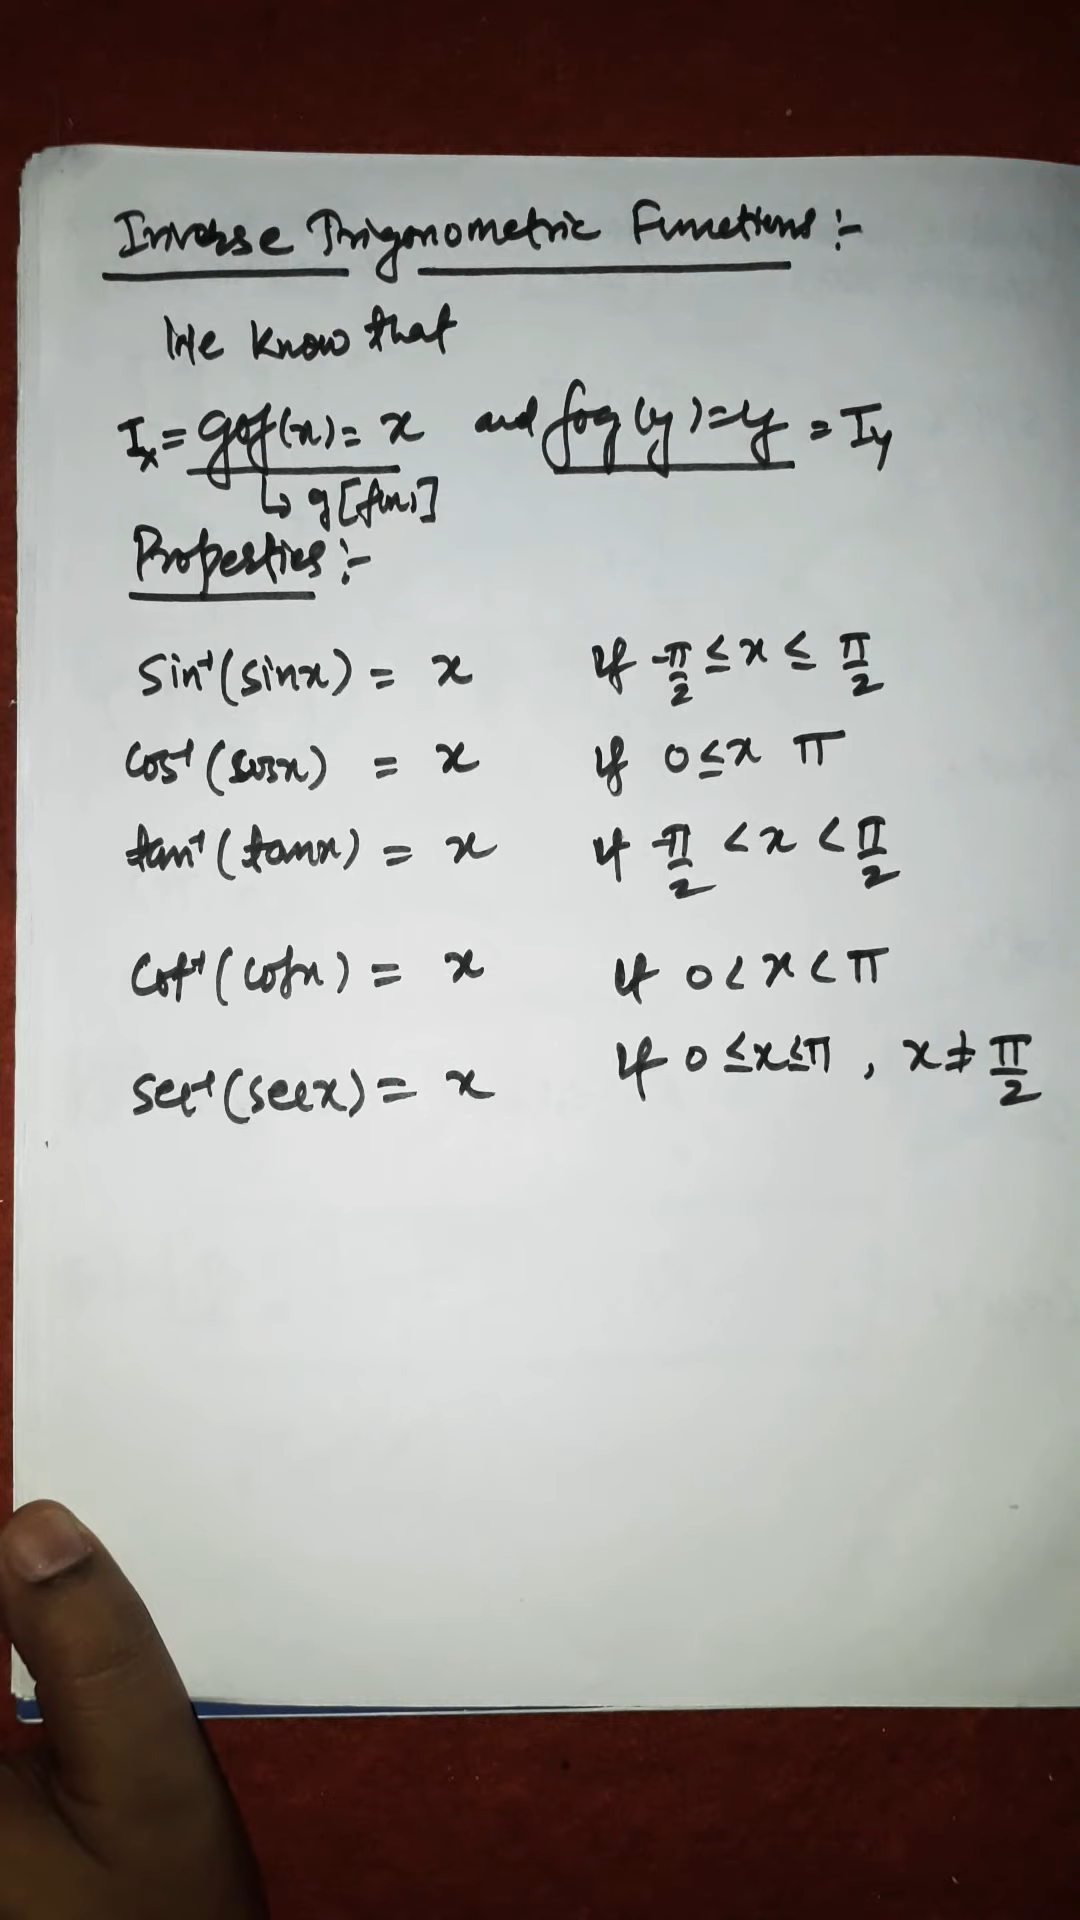 Inverse Trigonometric Functions :-
We know that
Iₓ = gof(x) = x and fog(y) = y = Iᵧ
↳ g[f(x)]
Properties :-
Sin⁻¹(sinx) = x if -π/2 ≤ x ≤ π/2
Cos⁻¹(cosx) = x if 0 ≤ x π
tan⁻¹(tanx) = x if -π/2 < x < π/2
Cot⁻¹(cotx) = x if 0 < x < π
Sec⁻¹(secx) = x if 0 ≤ x ≤ π , x ≠ π/2